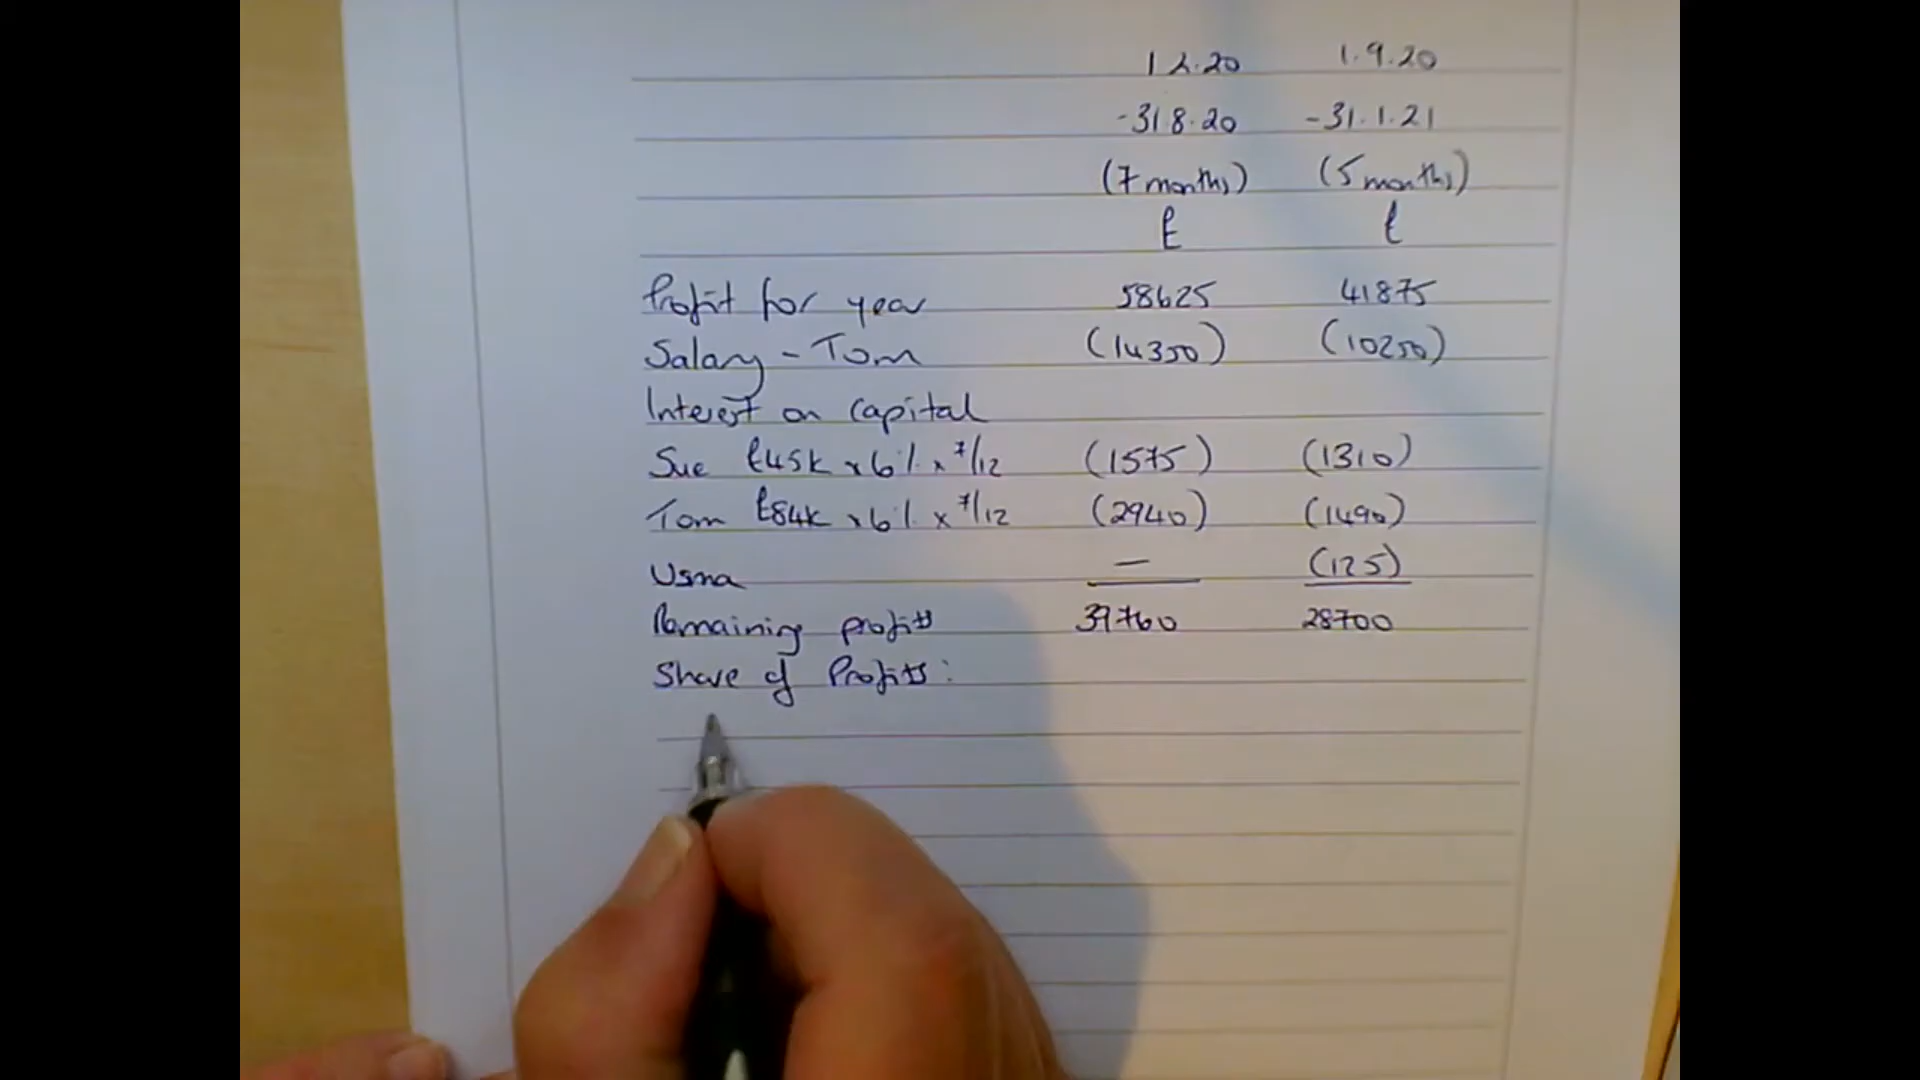 1.2.20 1.9.20
-31.8.20 -31.1.21
(7 months) (5 months)
£ £
Profit for year 58625 41875
Salary - Tom (14350) (10250)
Interest on capital
Sue £45K x 6% x 7/12 (1575) (1310)
Tom £84K x 6% x 7/12 (2940) (1490)
Usma — (125)
Remaining profits 39760 28700
Share of Profits: